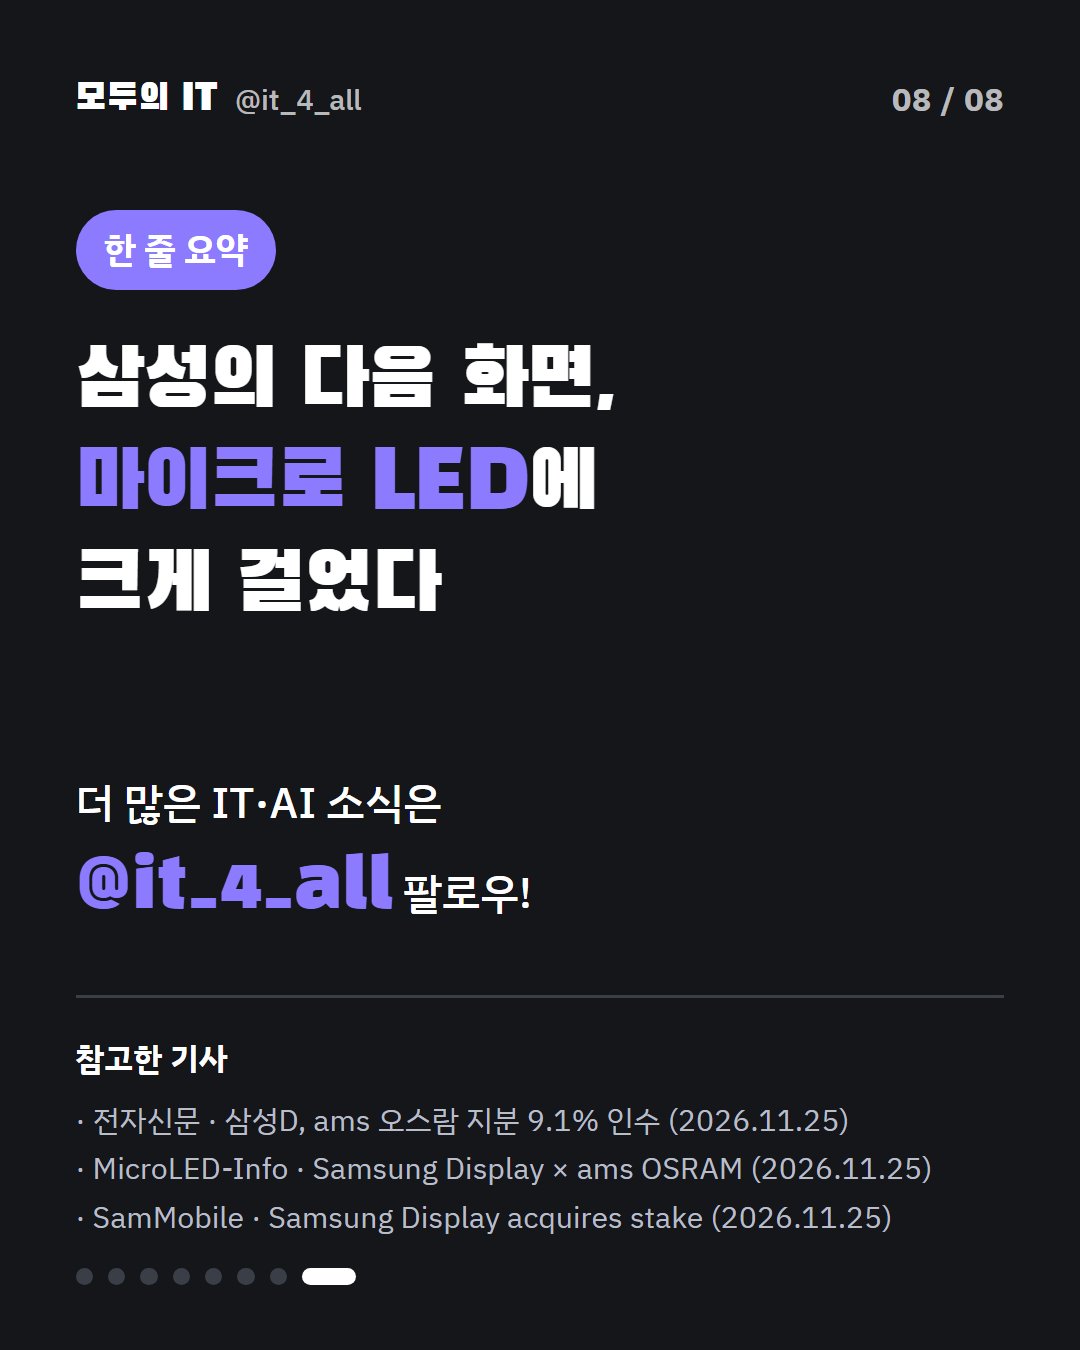 모두의 IT @it_4_all
08 / 08
한 줄 요약
삼성의 다음 화면,
마이크로 LED에
크게 걸었다
더 많은 IT·AI 소식은
@it_4_all 팔로우!
참고한 기사
· 전자신문 · 삼성D, ams 오스람 지분 9.1% 인수 (2026.11.25)
· MicroLED-Info · Samsung Display × ams OSRAM (2026.11.25)
· SamMobile · Samsung Display acquires stake (2026.11.25)